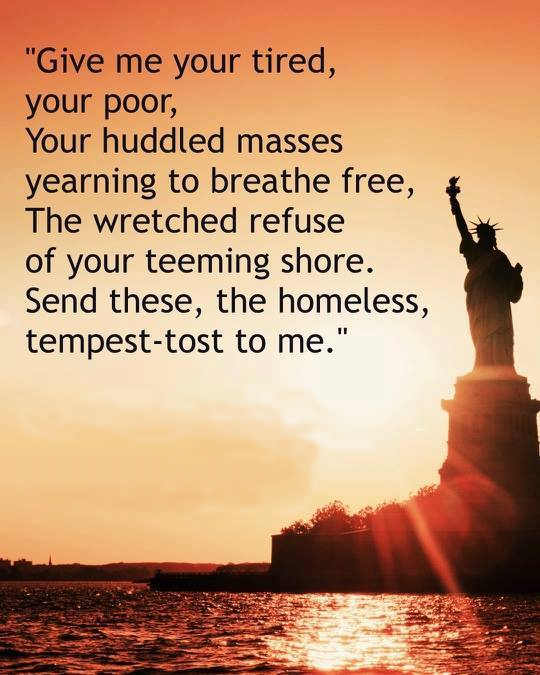 "Give me your tired,
your poor,
Your huddled masses
yearning to breathe free,
The wretched refuse
of your teeming shore.
Send these, the homeless,
tempest-tost to me."